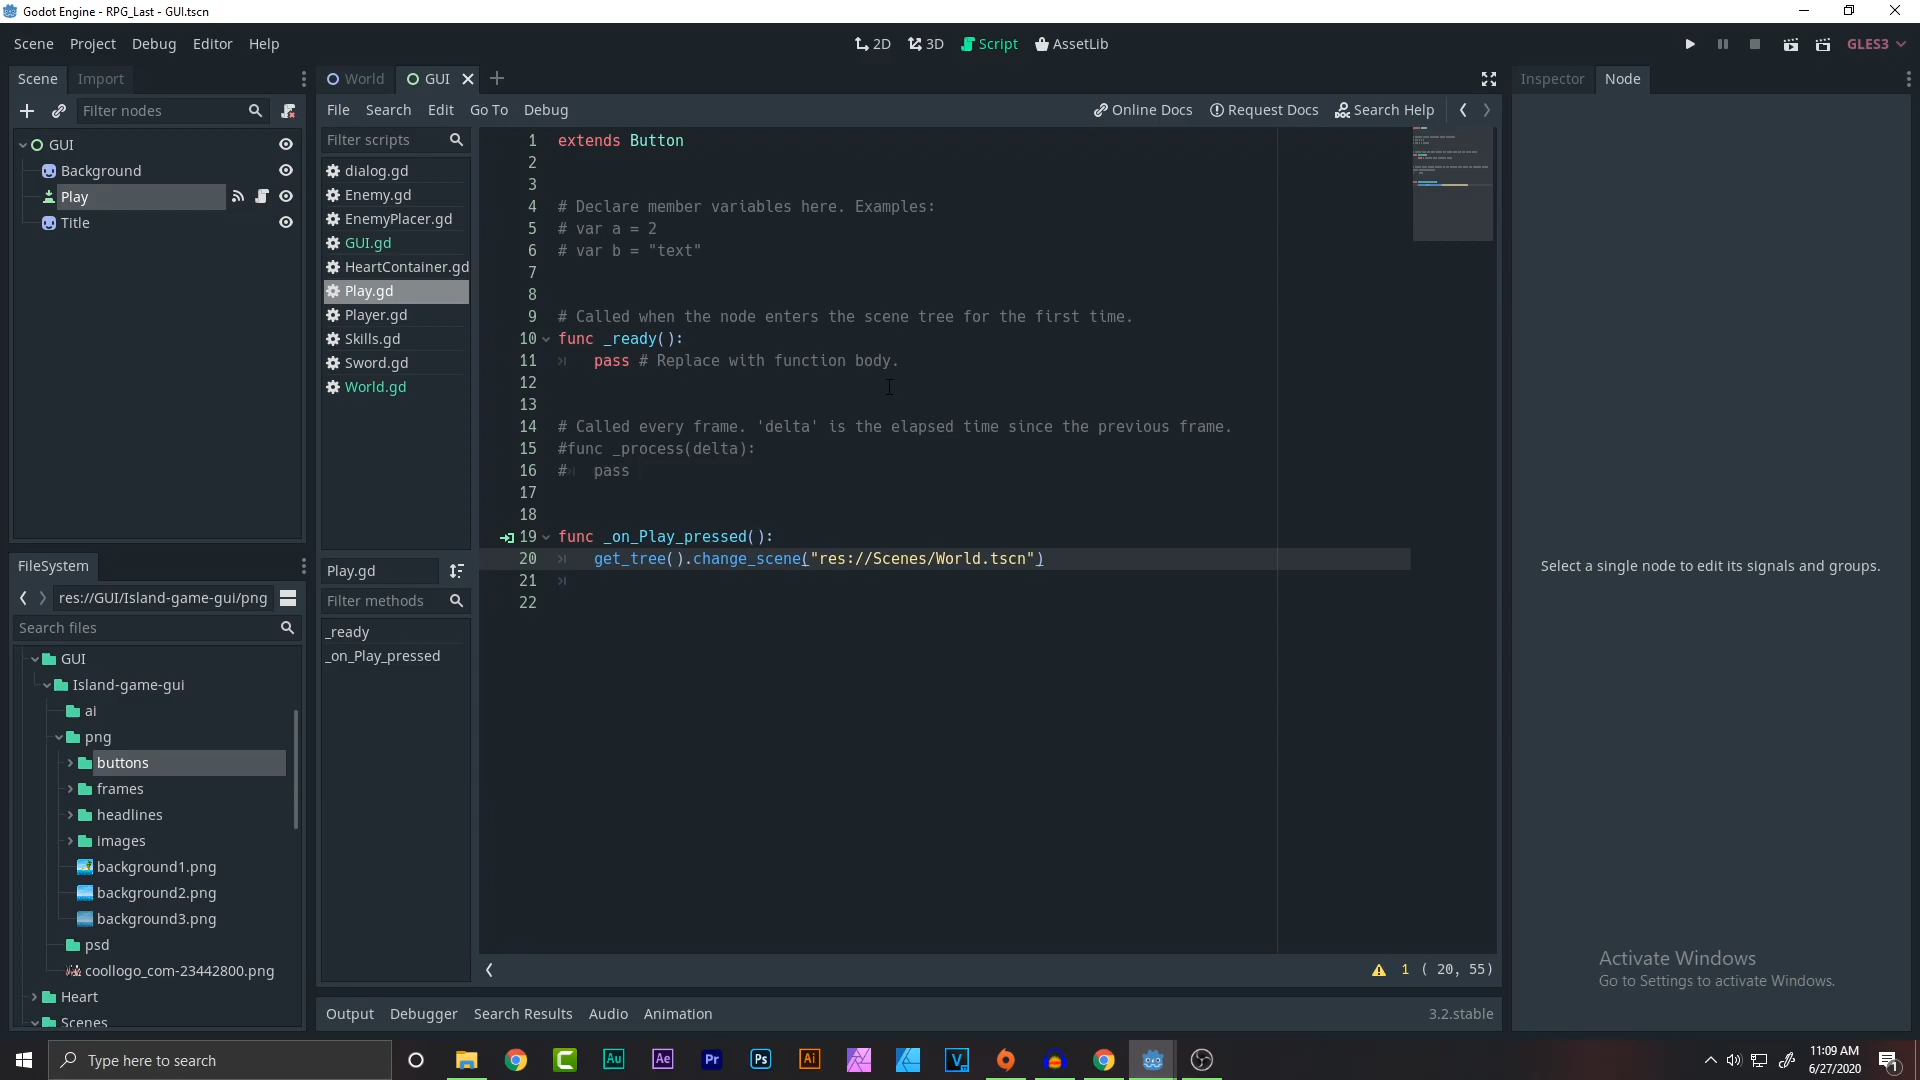 Godot Engine - RPG_Last - GUI.tscn
Scene Project Debug Editor Help
2D 3D Script AssetLib
GLES3
Scene Import
World GUI
Inspector Node
Filter nodes
File Search Edit Go To Debug
Online Docs Request Docs Search Help
GUI
Background
Play
Title
Filter scripts
dialog.gd
Enemy.gd
EnemyPlacer.gd
GUI.gd
HeartContainer.gd
Play.gd
Player.gd
Skills.gd
Sword.gd
World.gd
Play.gd
Filter methods
_ready
_on_Play_pressed
1 extends Button
2
3
4 # Declare member variables here. Examples:
5 # var a = 2
6 # var b = "text"
7
8
9 # Called when the node enters the scene tree for the first time.
10 func _ready():
11 pass # Replace with function body.
12
13
14 # Called every frame. 'delta' is the elapsed time since the previous frame.
15 #func _process(delta):
16 # pass
17
18
19 func _on_Play_pressed():
20 get_tree().change_scene("res://Scenes/World.tscn")
21
22
1 ( 20, 55)
Select a single node to edit its signals and groups.
FileSystem
res://GUI/Island-game-gui/png
Search files
GUI
Island-game-gui
ai
png
buttons
frames
headlines
images
background1.png
background2.png
background3.png
psd
coollogo_com-23442800.png
Heart
Scenes
Output Debugger Search Results Audio Animation
3.2.stable
Activate Windows
Go to Settings to activate Windows.
Type here to search
Au Ae Pr Ps Ai V
11:09 AM
6/27/2020
1